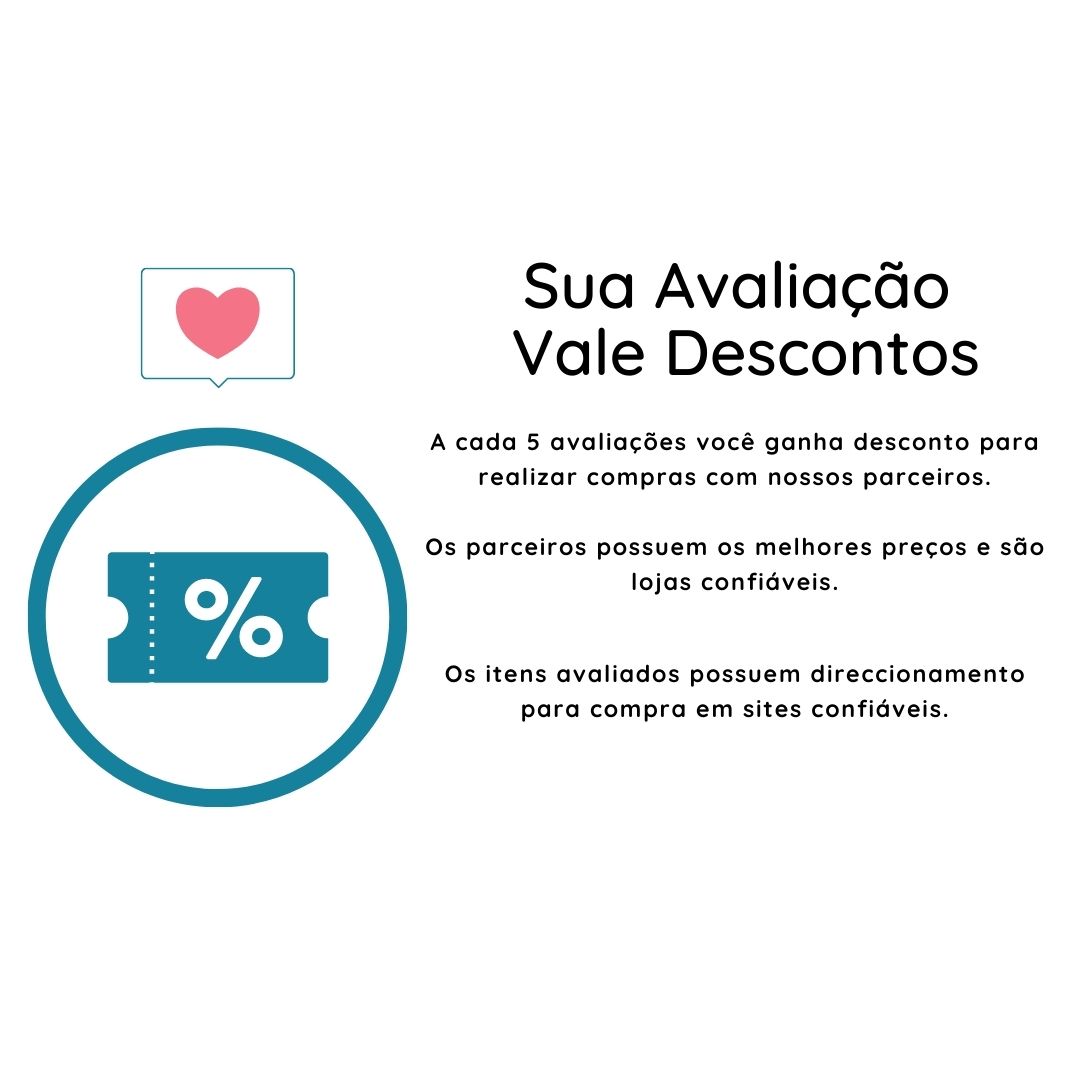 Sua Avaliação
Vale Descontos
A cada 5 avaliações você ganha desconto para
realizar compras com nossos parceiros.
Os parceiros possuem os melhores preços e são
lojas confiáveis.
Os itens avaliados possuem direccionamento
para compra em sites confiáveis.
%